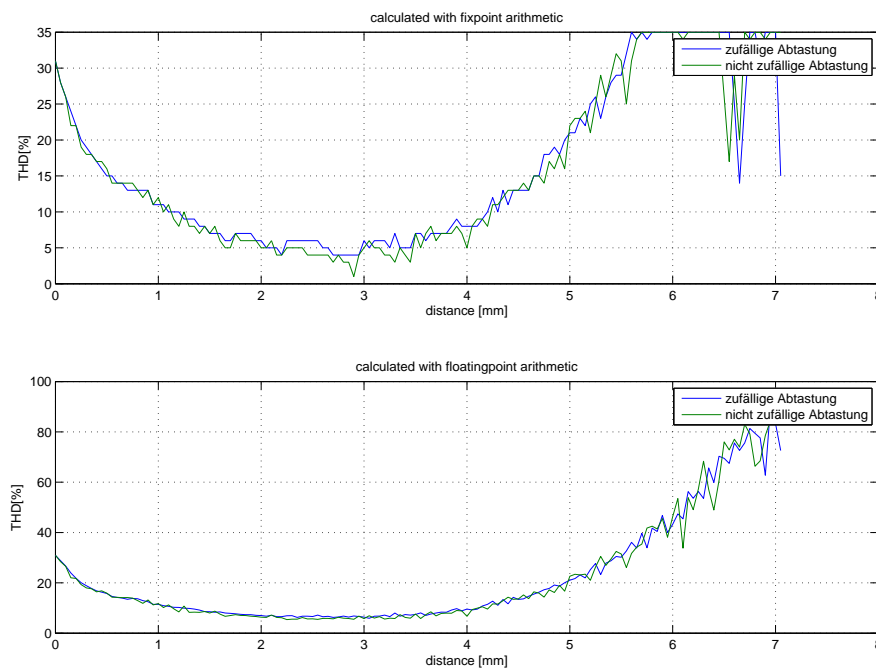 calculated with fixpoint arithmetic
35
30
25
20
15
10
5
0
THD[%]
zufällige Abtastung
nicht zufällige Abtastung
0 1 2 3 4 5 6 7 8
distance [mm]
calculated with floatingpoint arithmetic
100
80
60
40
20
0
THD[%]
zufällige Abtastung
nicht zufällige Abtastung
0 1 2 3 4 5 6 7 8
distance [mm]